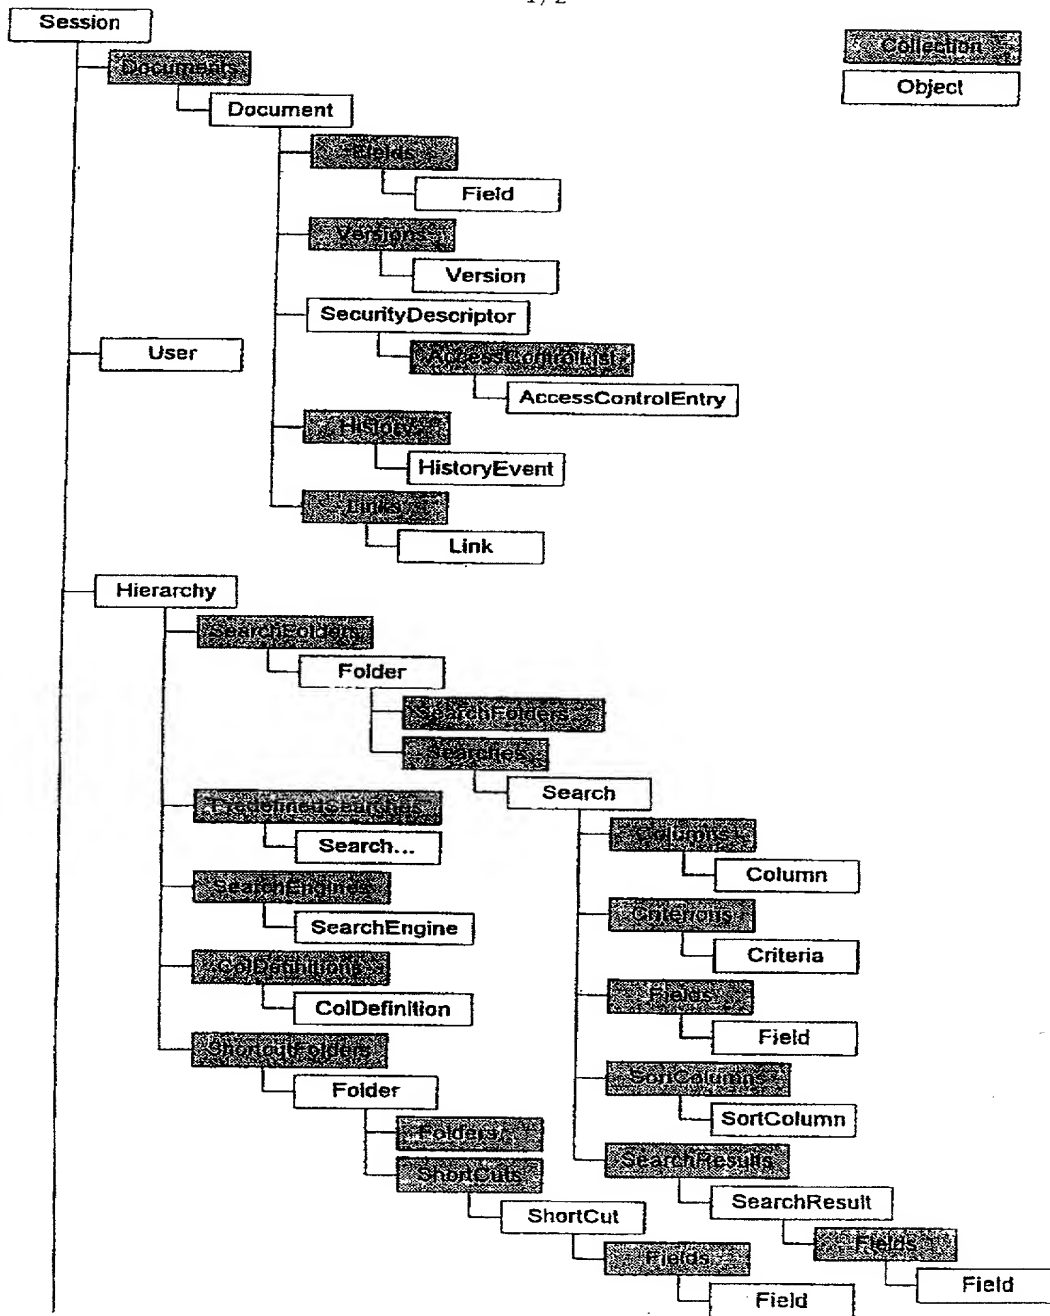 1/2
Session
Collection
Documents
Object
Document
Fields
Field
Versions
Version
SecurityDescriptor
User
AccessControlList
AccessControlEntry
History
HistoryEvent
Links
Link
Hierarchy
SearchFolders
Folder
SearchFolders
Searches
Search
PredefinedSearches
Columns
Search...
Column
SearchEngines
Criterions
SearchEngine
Criteria
ColDefinitions
Fields
ColDefinition
Field
ShortcutFolders
SortColumns
Folder
SortColumn
Folders
SearchResults
ShortCuts
SearchResult
ShortCut
Fields
Fields
Field
Field